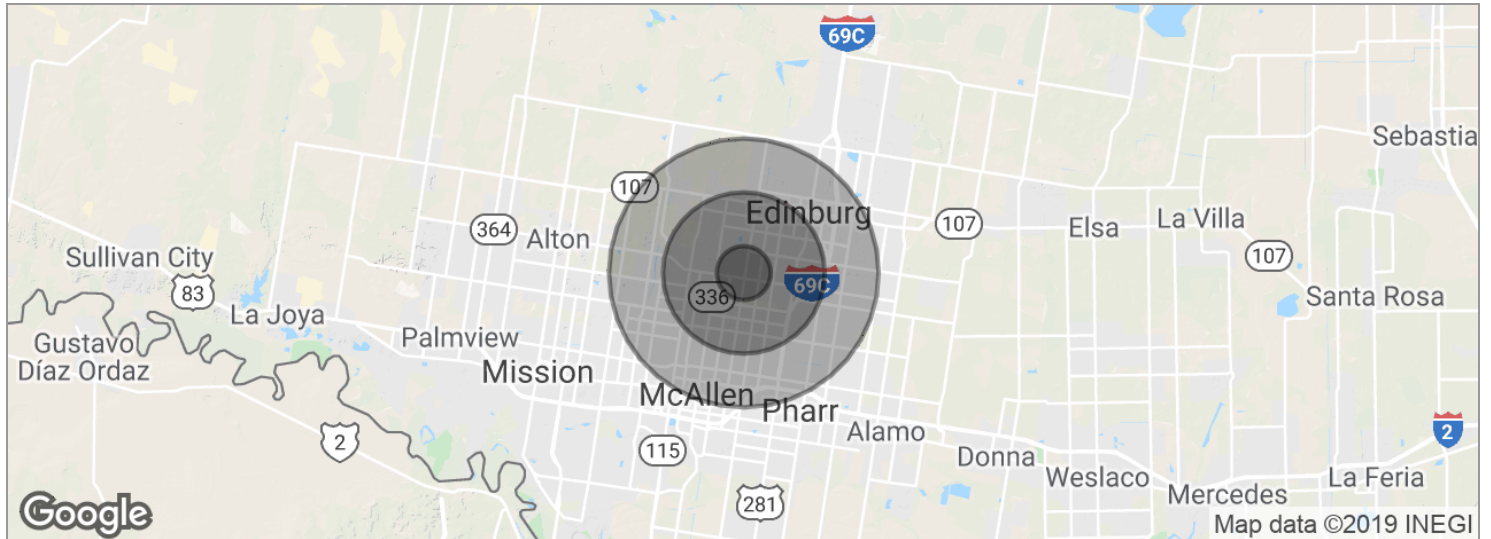 69C
Sebastia
107
Edinburg
107
La Villa
Elsa
364
Alton
107
Sullivan City
69C
83
336
Santa Rosa
La Joya
Gustavo
Díaz Ordaz
Palmview
Mission
McAllen
Pharr
Alamo
2
2
115
Donna
Weslaco
La Feria
Mercedes
281
Google
Map data ©2019 INEGI